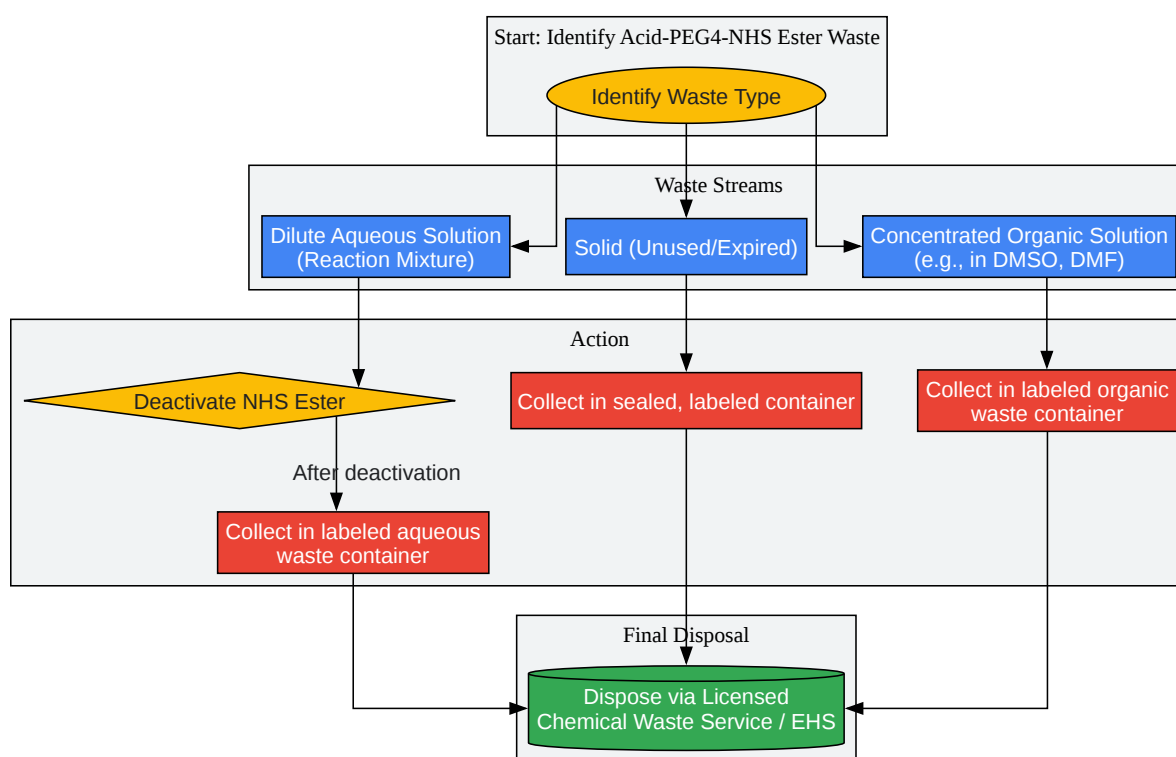 Start: Identify Acid-PEG4-NHS Ester Waste
Identify Waste Type
Waste Streams
Dilute Aqueous Solution
(Reaction Mixture)
Solid (Unused/Expired)
Concentrated Organic Solution
(e.g., in DMSO, DMF)
Action
Deactivate NHS Ester
Collect in sealed, labeled container
Collect in labeled organic
waste container
After deactivation
Collect in labeled aqueous
waste container
Final Disposal
Dispose via Licensed
Chemical Waste Service / EHS